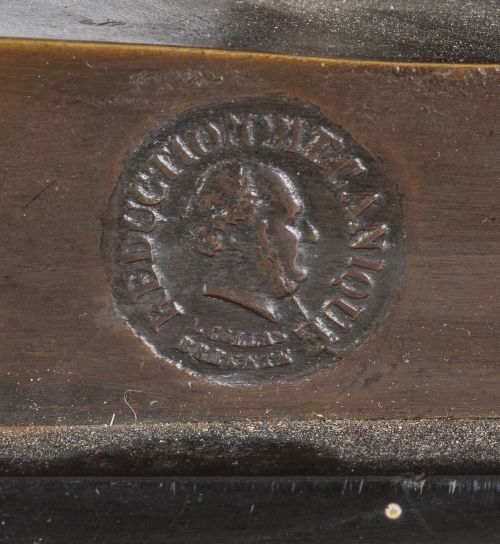 REDUCTION MECANIQUE
A. COLLAS
BREVETE